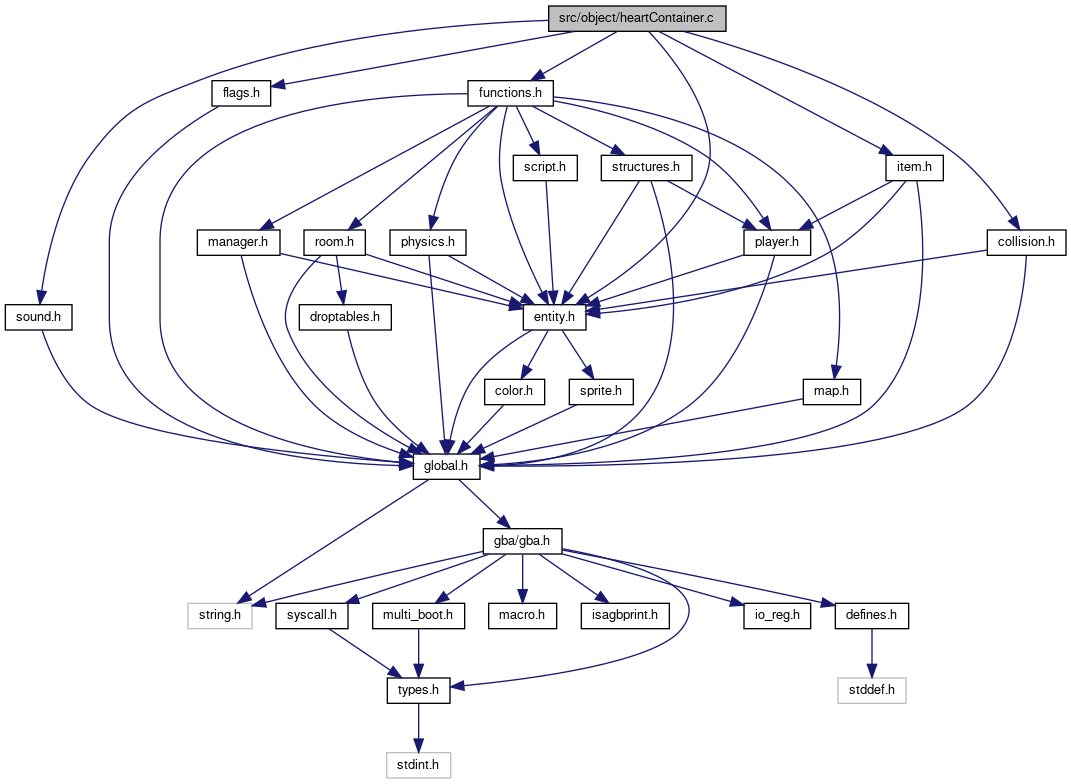 src/object/heartContainer.c
flags.h
functions.h
script.h
structures.h
item.h
manager.h
room.h
physics.h
player.h
collision.h
sound.h
droptables.h
entity.h
color.h
sprite.h
map.h
global.h
gba/gba.h
string.h
syscall.h
multi_boot.h
macro.h
isagbprint.h
io_reg.h
defines.h
types.h
stddef.h
stdint.h